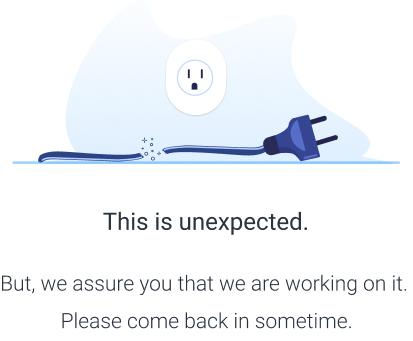 This is unexpected.
But, we assure you that we are working on it.
Please come back in sometime.